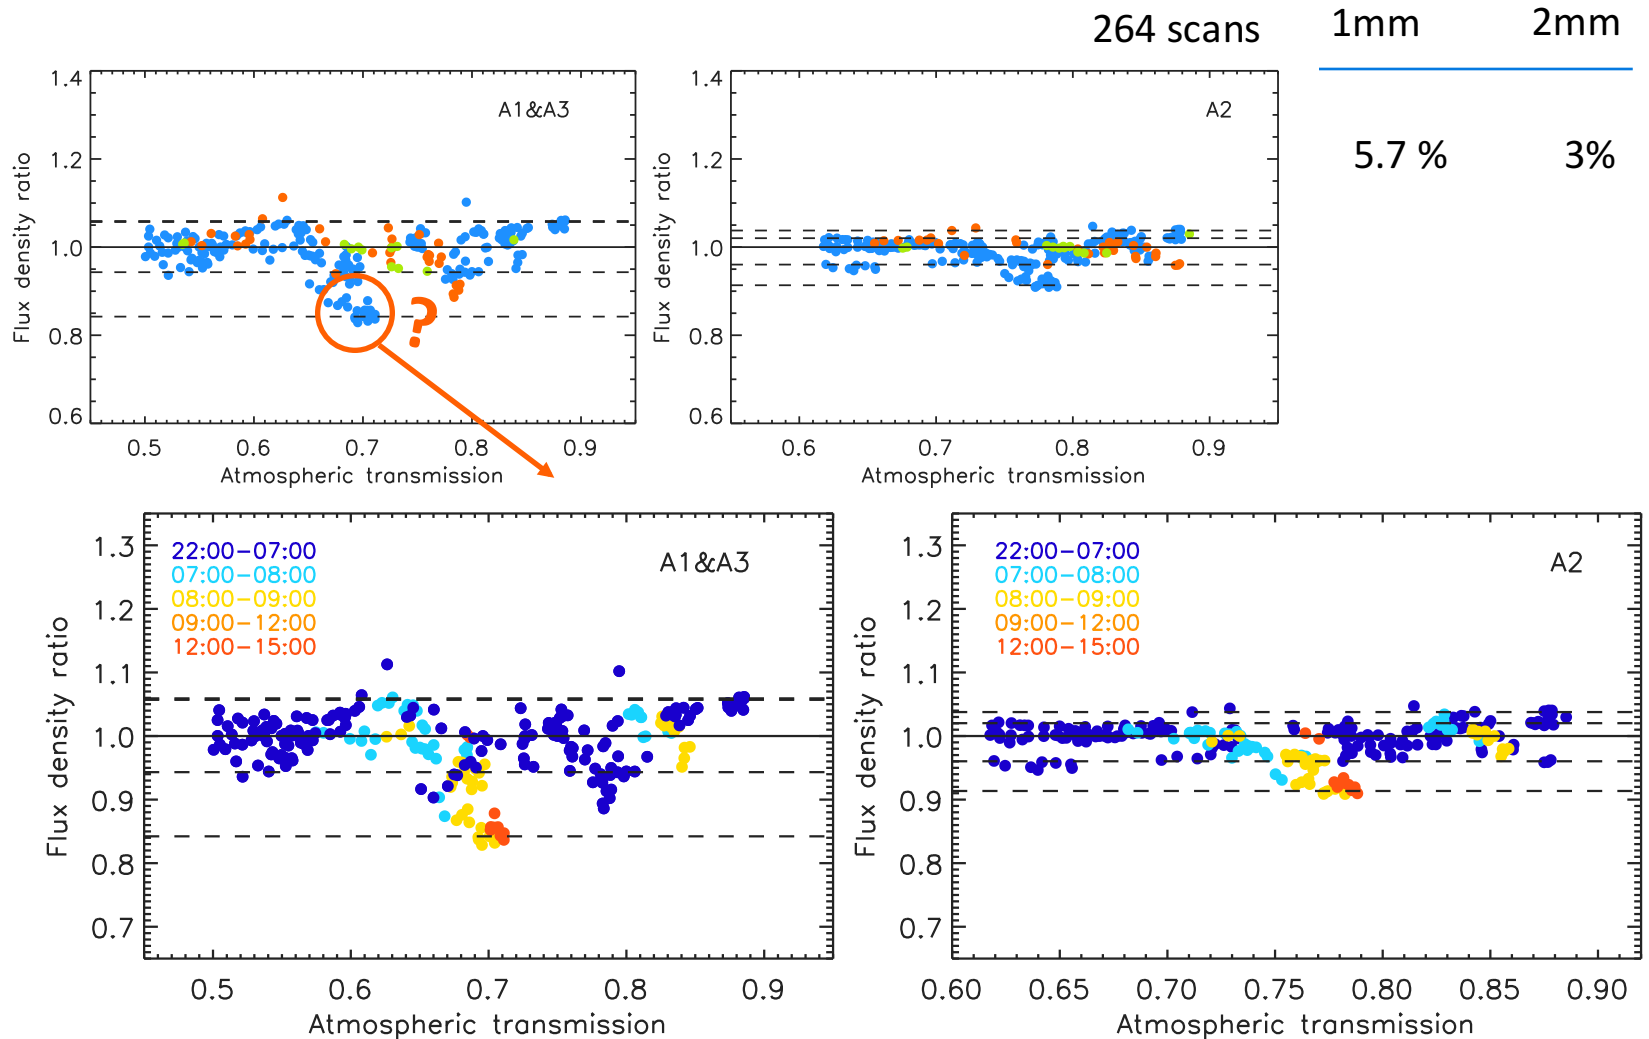 264 scans
1mm 2mm
5.7 % 3%
A1&A3
Flux density ratio
1.4
1.2
1.0
0.8
0.6
0.5 0.6 0.7 0.8 0.9
Atmospheric transmission
?
A2
Flux density ratio
1.4
1.2
1.0
0.8
0.6
0.6 0.7 0.8 0.9
Atmospheric transmission
22:00-07:00
07:00-08:00
08:00-09:00
09:00-12:00
12:00-15:00
A1&A3
Flux density ratio
1.3
1.2
1.1
1.0
0.9
0.8
0.7
0.5 0.6 0.7 0.8 0.9
Atmospheric transmission
22:00-07:00
07:00-08:00
08:00-09:00
09:00-12:00
12:00-15:00
A2
Flux density ratio
1.3
1.2
1.1
1.0
0.9
0.8
0.7
0.60 0.65 0.70 0.75 0.80 0.85 0.90
Atmospheric transmission